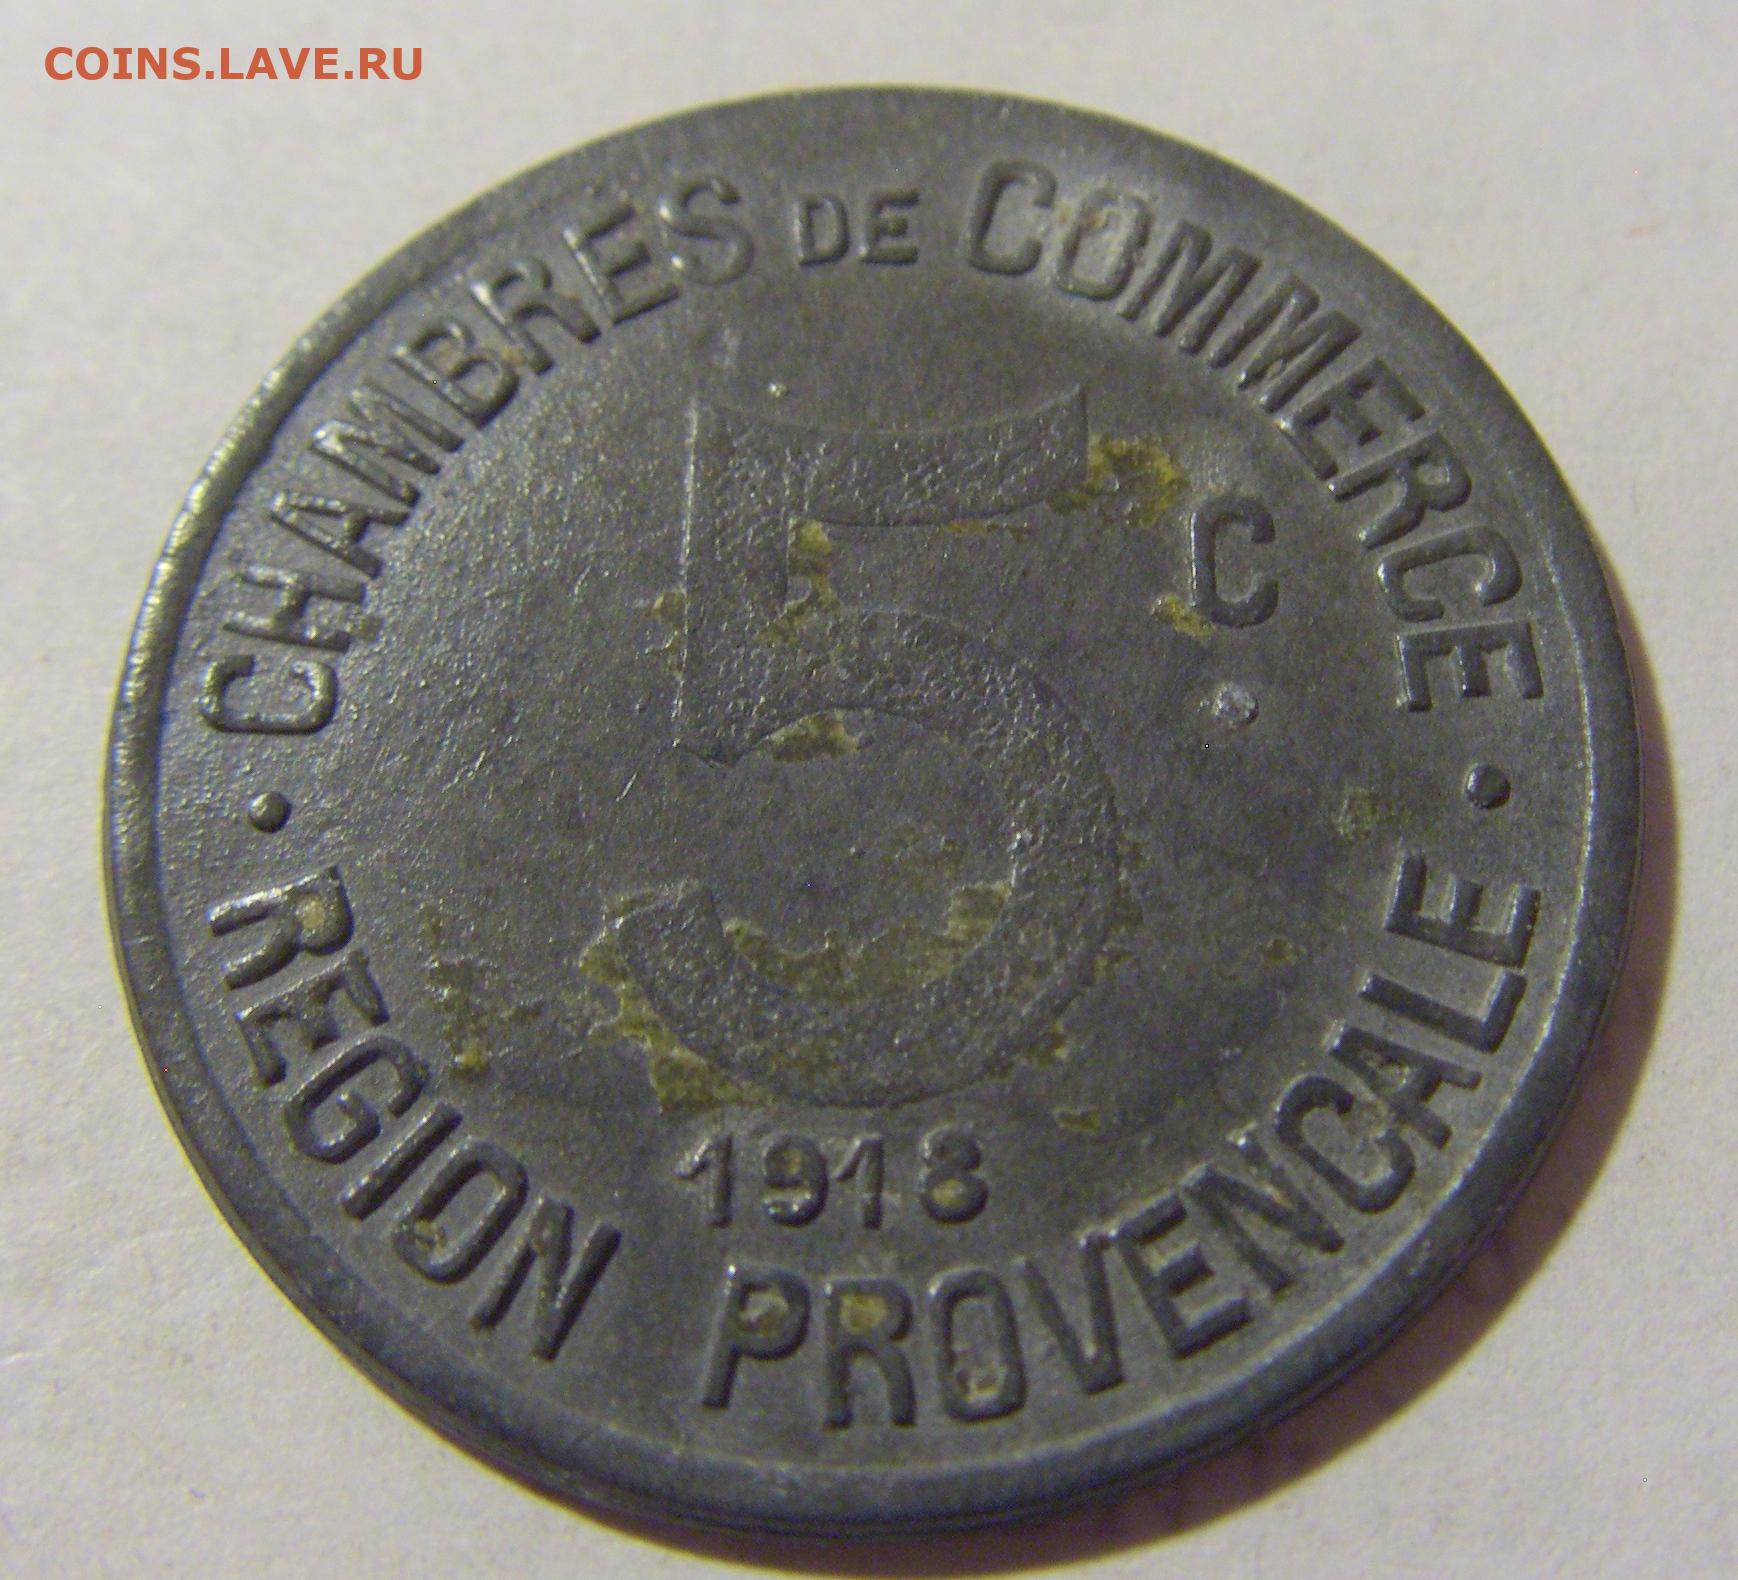 COINS.LAVE.RU
CHAMBRES DE COMMERCE
5 C
1918
REGION PROVENCALE